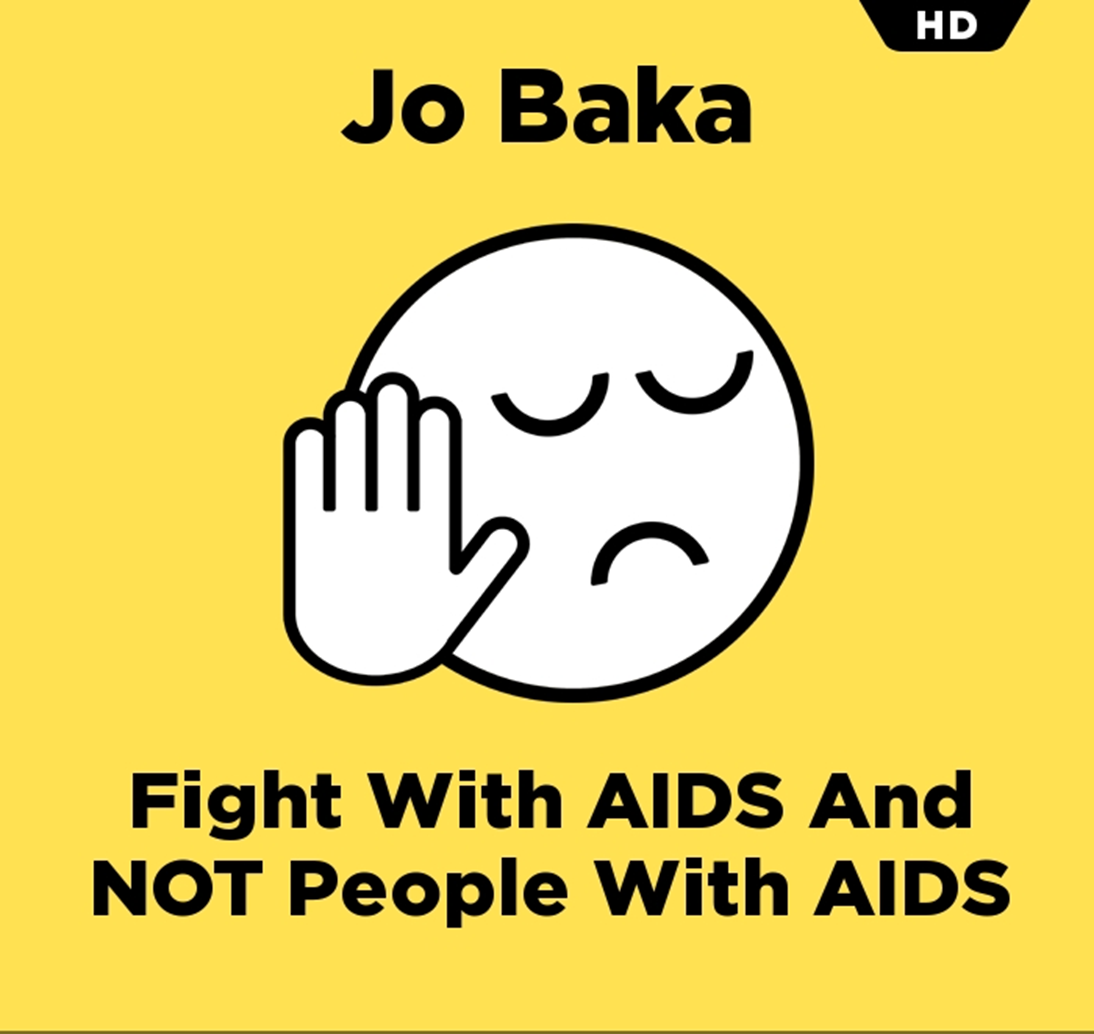 HD
Jo Baka
Fight With AIDS And
NOT People With AIDS